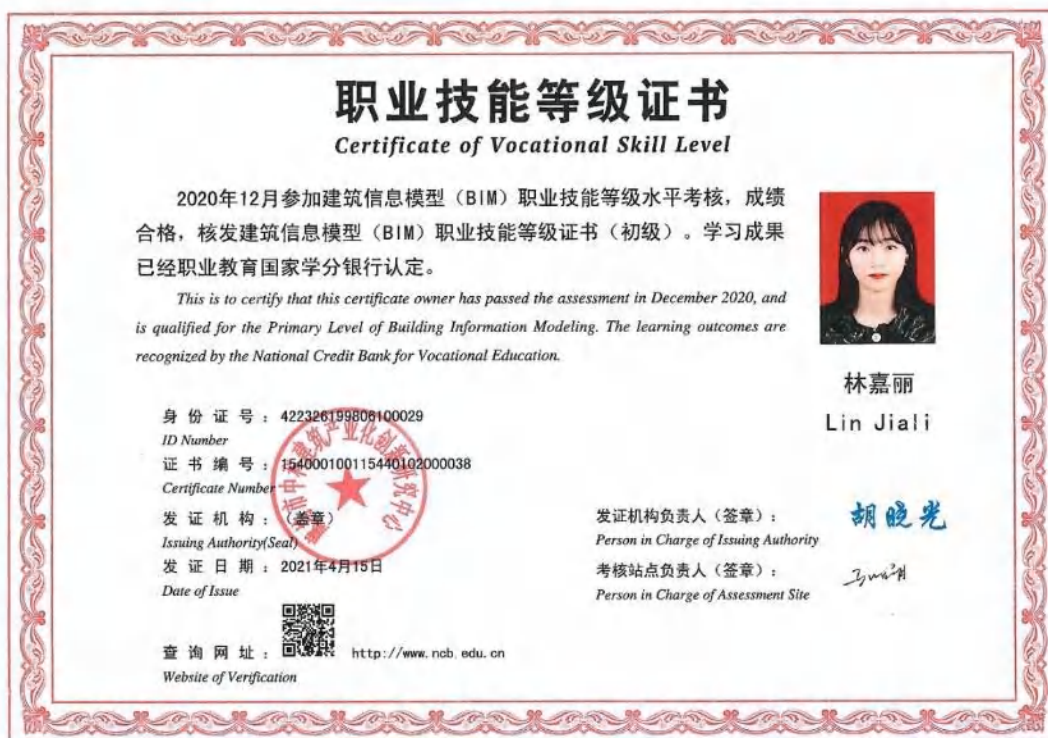 职业技能等级证书
Certificate of Vocational Skill Level
2020年12月参加建筑信息模型（BIM）职业技能等级水平考核，成绩
合格，核发建筑信息模型（BIM）职业技能等级证书（初级）。学习成果
已经职业教育国家学分银行认定。
This is to certify that this certificate owner has passed the assessment in December 2020, and
is qualified for the Primary Level of Building Information Modeling. The learning outcomes are
recognized by the National Credit Bank for Vocational Education.
林嘉丽
Lin Jiali
身份证号：422326199806100029
ID Number
证书编号：154000100115440102000038
Certificate Number
发证机构：（盖章）
Issuing Authority(Seal)
发证日期：2021年4月15日
Date of Issue
查询网址： http://www.ncb.edu.cn
Website of Verification
发证机构负责人（签章）： 胡晓光
Person in Charge of Issuing Authority
考核站点负责人（签章）：
Person in Charge of Assessment Site